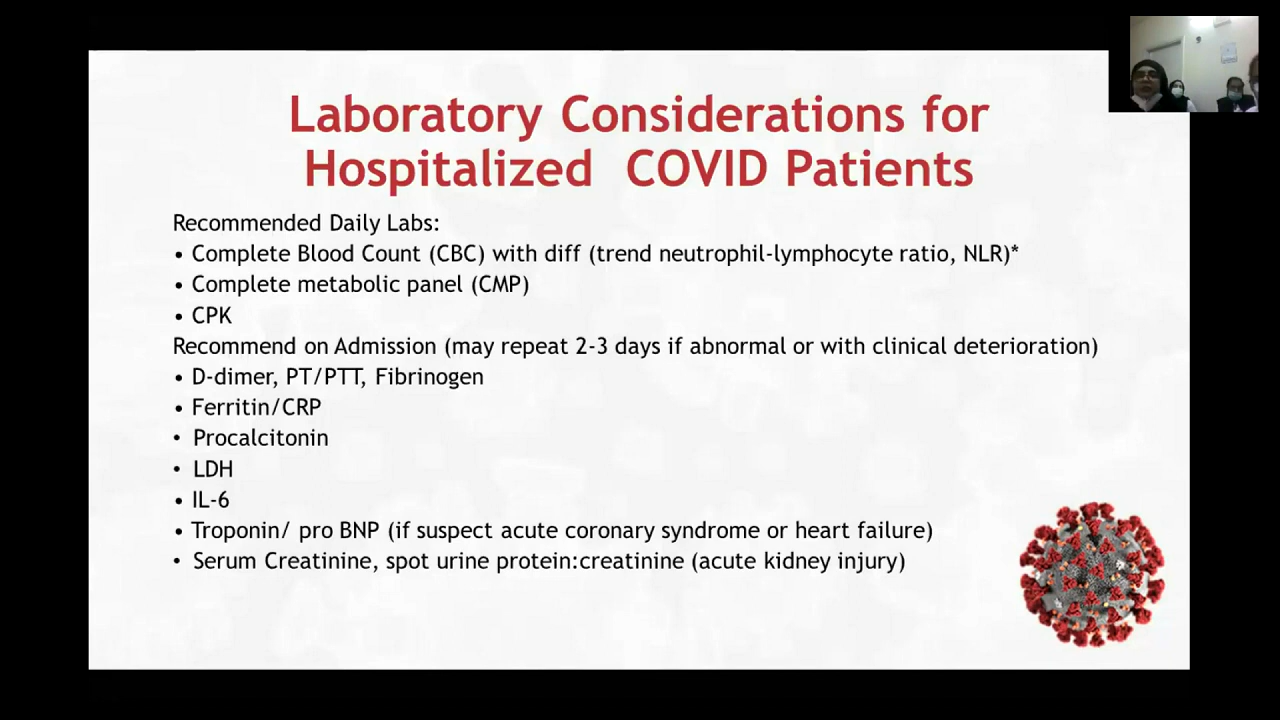 Laboratory Considerations for
Hospitalized COVID Patients
Recommended Daily Labs:
• Complete Blood Count (CBC) with diff (trend neutrophil-lymphocyte ratio, NLR)*
• Complete metabolic panel (CMP)
• CPK
Recommend on Admission (may repeat 2-3 days if abnormal or with clinical deterioration)
• D-dimer, PT/PTT, Fibrinogen
• Ferritin/CRP
• Procalcitonin
• LDH
• IL-6
• Troponin/ pro BNP (if suspect acute coronary syndrome or heart failure)
• Serum Creatinine, spot urine protein:creatinine (acute kidney injury)